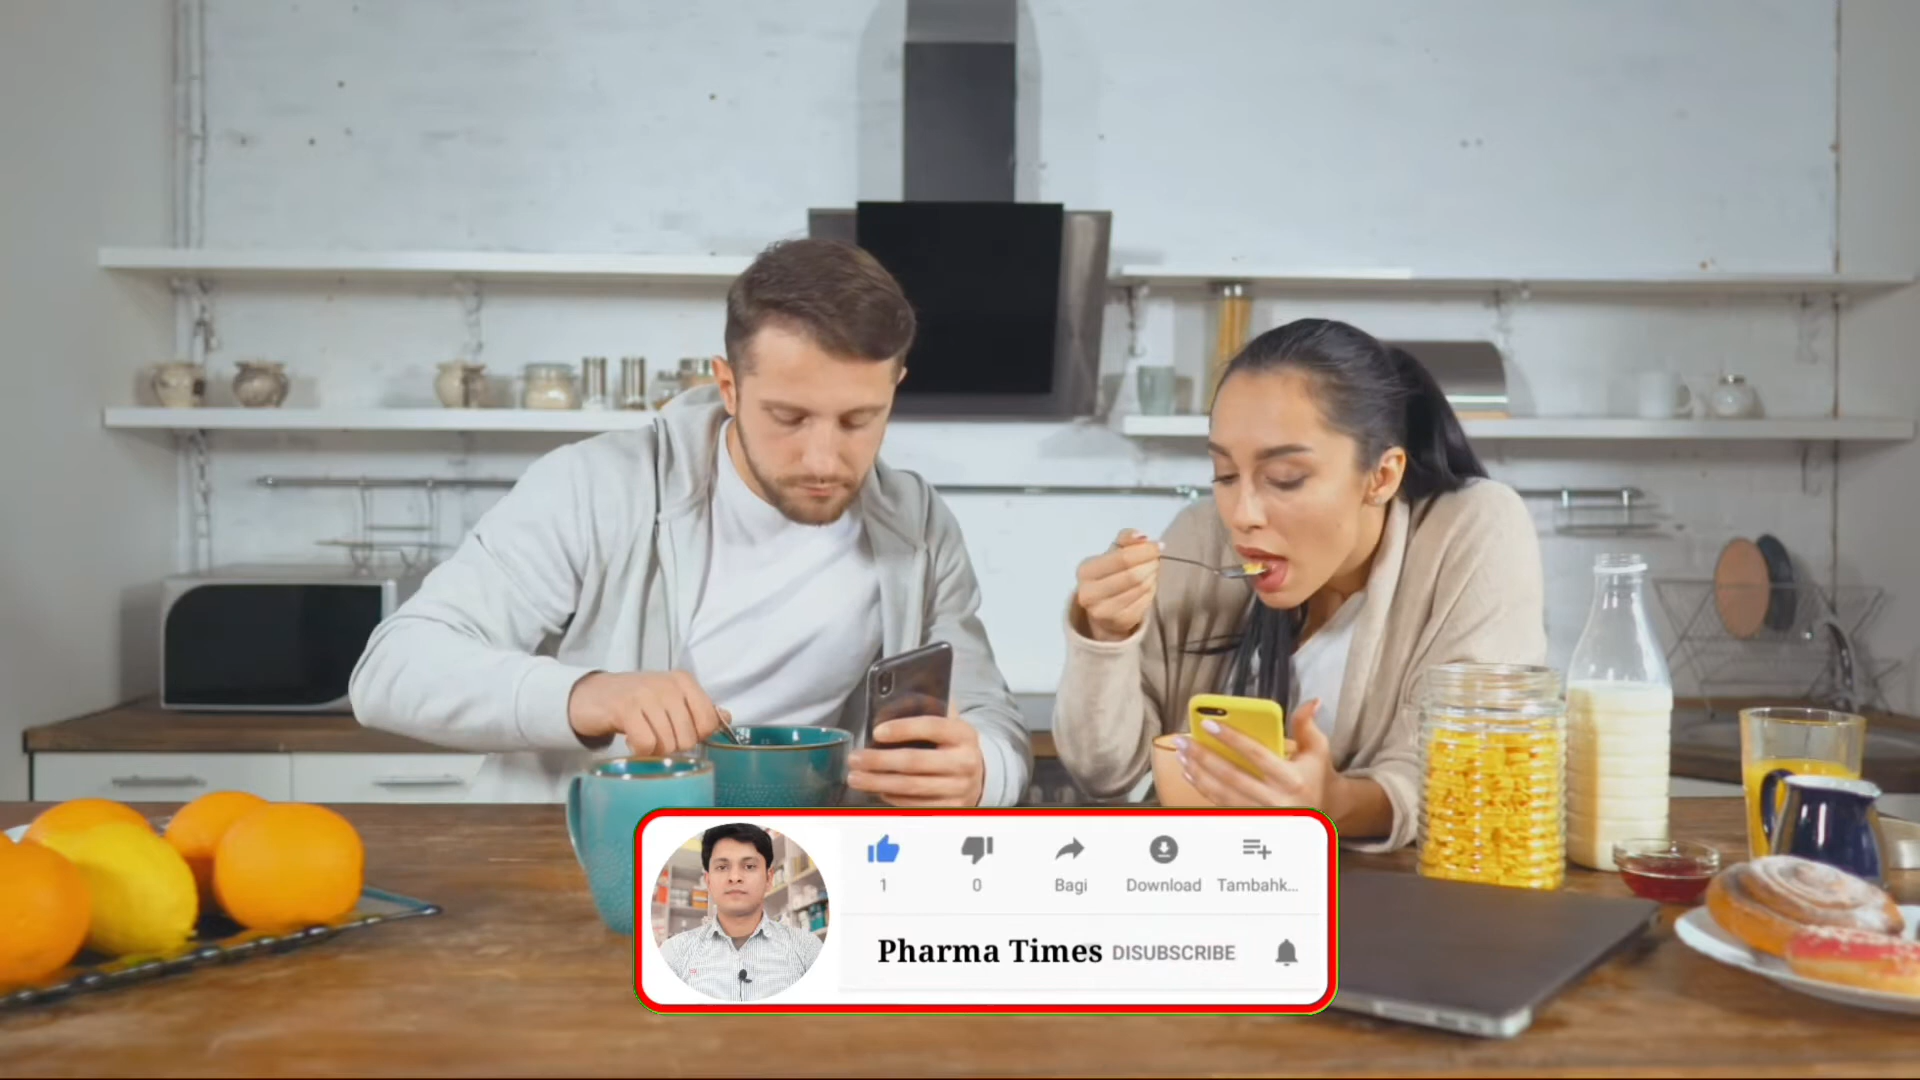 1
0
Bagi
Download
Tambahk...
Pharma Times DISUBSCRIBE